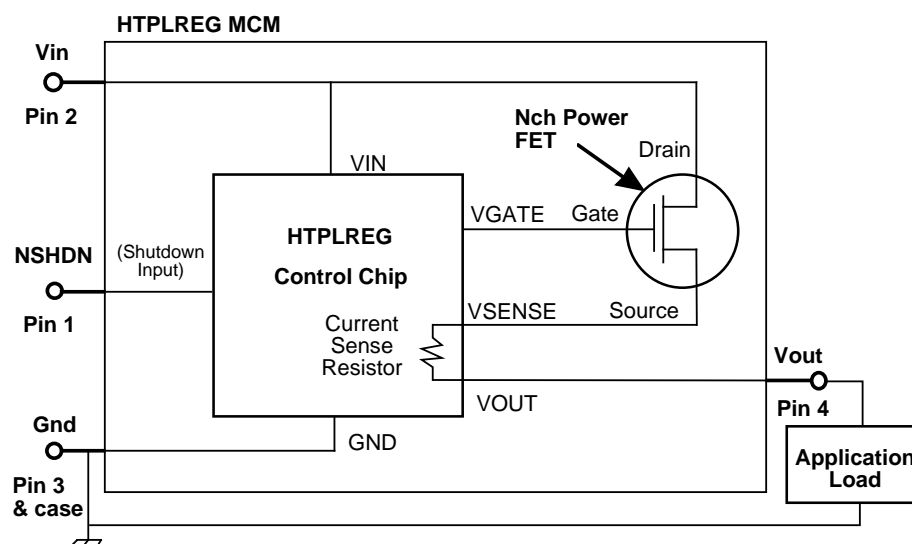 HTPLREG MCM
Vin
Pin 2
Nch Power
FET
Drain
VIN
VGATE
Gate
HTPLREG
Control Chip
NSHDN
(Shutdown
Input)
Pin 1
VSENSE
Source
Current
Sense
Resistor
Vout
VOUT
Pin 4
Gnd
GND
Pin 3
& case
Application
Load